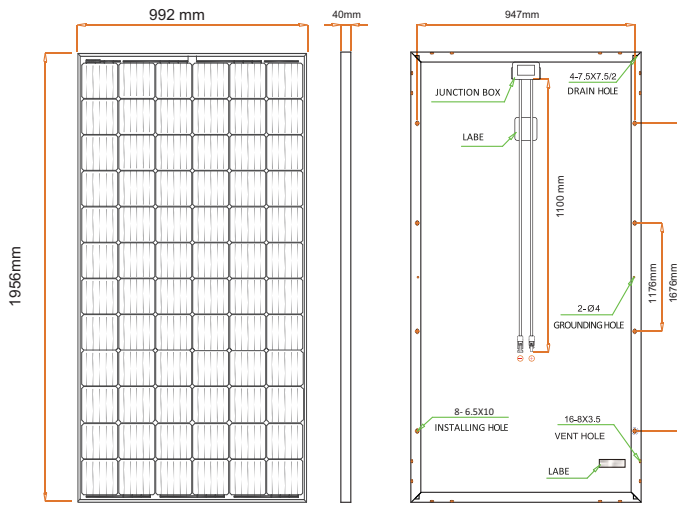 992 mm
40mm
947mm
1956mm
4-7.5X7.5/2
DRAIN HOLE
JUNCTION BOX
LABE
1100 mm
1176mm
1676mm
2-Ø4
GROUNDING HOLE
8- 6.5X10
INSTALLING HOLE
16-8X3.5
VENT HOLE
LABE